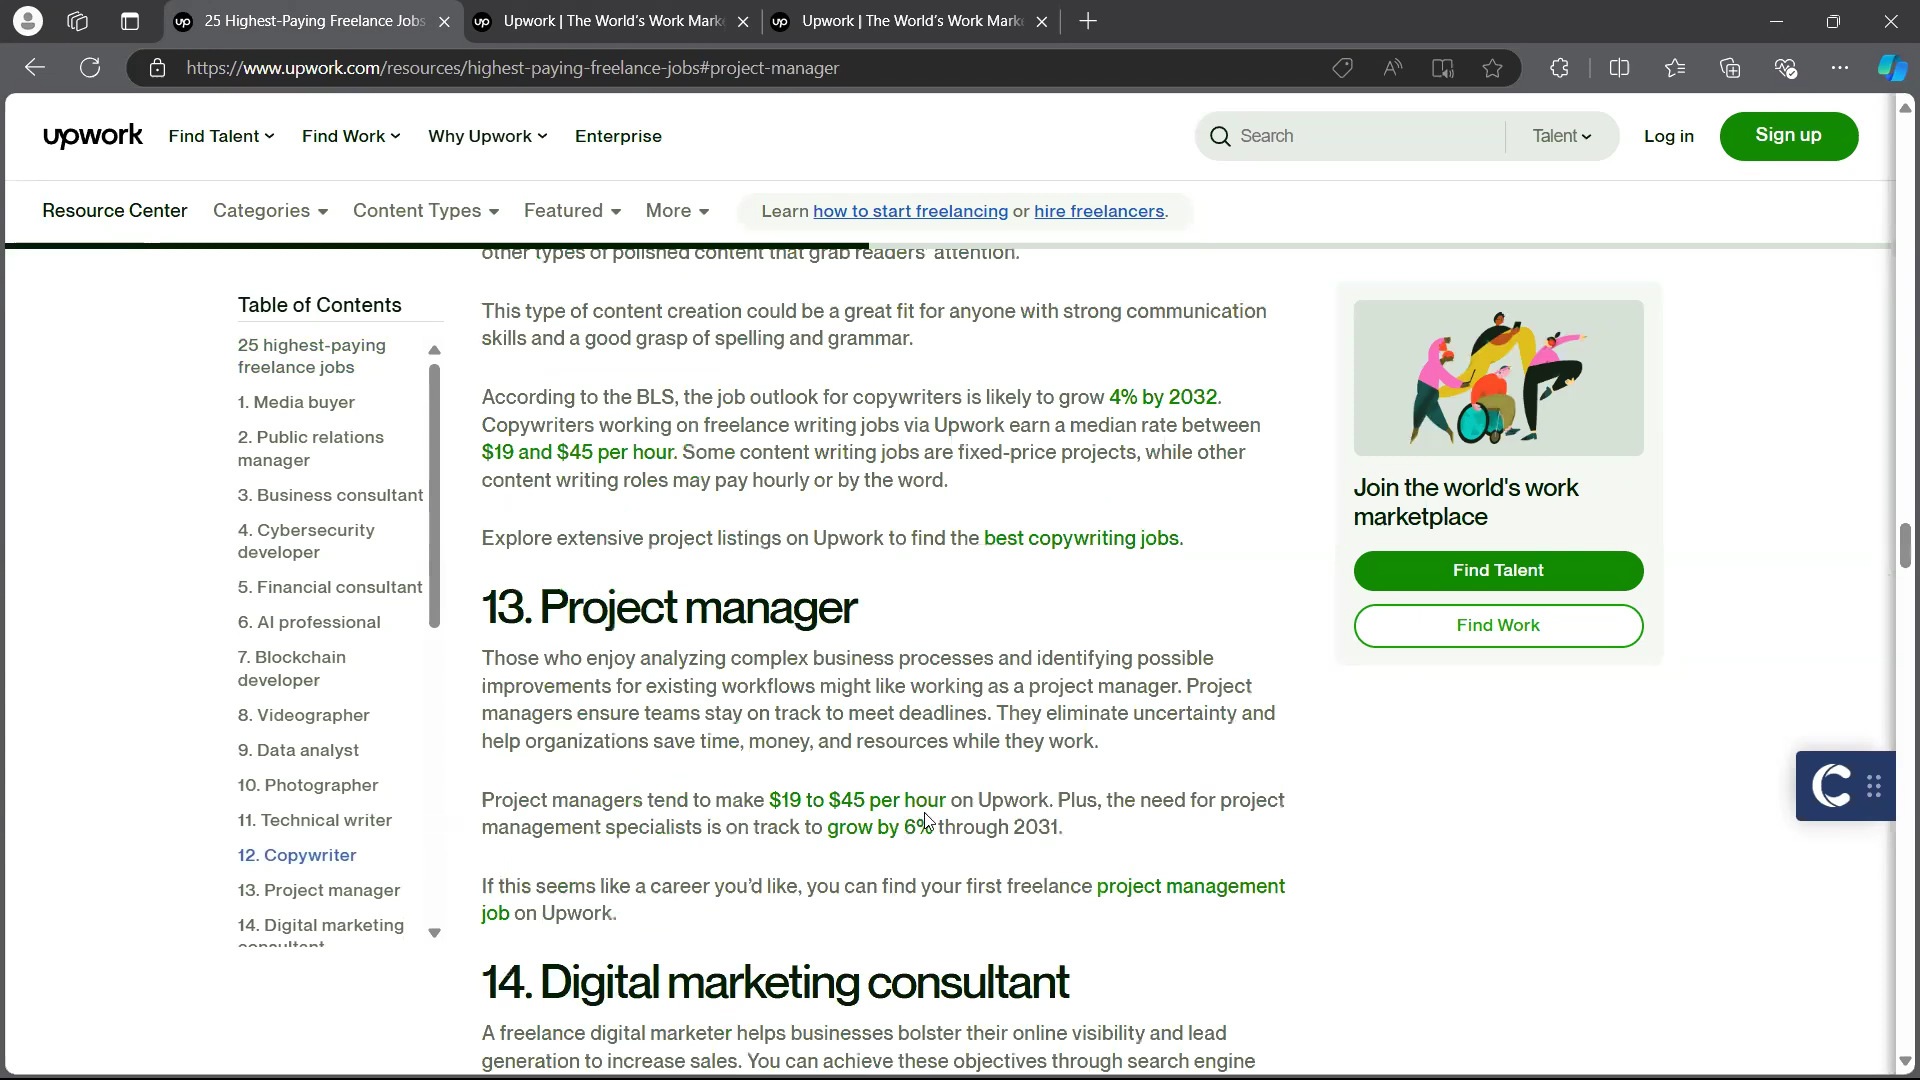 25 Highest-Paying Freelance Jobs
Upwork | The World's Work Mark
Upwork | The World's Work Mark
https://www.upwork.com/resources/highest-paying-freelance-jobs#project-manager
upwork
Find Talent
Find Work
Why Upwork
Enterprise
Search
Talent
Log in
Sign up
Resource Center
Categories
Content Types
Featured
More
Learn how to start freelancing or hire freelancers.
other types of polished content that grab readers' attention.
Table of Contents
25 highest-paying
freelance jobs
1. Media buyer
2. Public relations
manager
3. Business consultant
4. Cybersecurity
developer
5. Financial consultant
6. AI professional
7. Blockchain
developer
8. Videographer
9. Data analyst
10. Photographer
11. Technical writer
12. Copywriter
13. Project manager
14. Digital marketing
consultant
This type of content creation could be a great fit for anyone with strong communication
skills and a good grasp of spelling and grammar.
According to the BLS, the job outlook for copywriters is likely to grow 4% by 2032.
Copywriters working on freelance writing jobs via Upwork earn a median rate between
$19 and $45 per hour. Some content writing jobs are fixed-price projects, while other
content writing roles may pay hourly or by the word.
Explore extensive project listings on Upwork to find the best copywriting jobs.
13. Project manager
Those who enjoy analyzing complex business processes and identifying possible
improvements for existing workflows might like working as a project manager. Project
managers ensure teams stay on track to meet deadlines. They eliminate uncertainty and
help organizations save time, money, and resources while they work.
Project managers tend to make $19 to $45 per hour on Upwork. Plus, the need for project
management specialists is on track to grow by 6% through 2031.
If this seems like a career you'd like, you can find your first freelance project management
job on Upwork.
14. Digital marketing consultant
A freelance digital marketer helps businesses bolster their online visibility and lead
generation to increase sales. You can achieve these objectives through search engine
Join the world's work
marketplace
Find Talent
Find Work